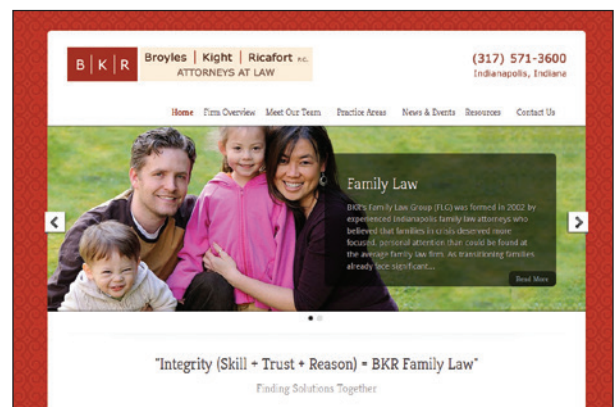 B | K | R
Broyles | Kight | Ricafort P.C.
ATTORNEYS AT LAW
(317) 571-3600
Indianapolis, Indiana
Home Firm Overview Meet Our Team Practice Areas News & Events Resources Contact Us
Family Law
BKR's Family Law Group (FLG) was formed in 2002 by
experienced Indianapolis family law attorneys who
believed that families in crisis deserved more
focused, personal attention than could be found at
the average family law firm. As transitioning families
already face significant...
Read More
"Integrity (Skill + Trust + Reason) = BKR Family Law"
Finding Solutions Together